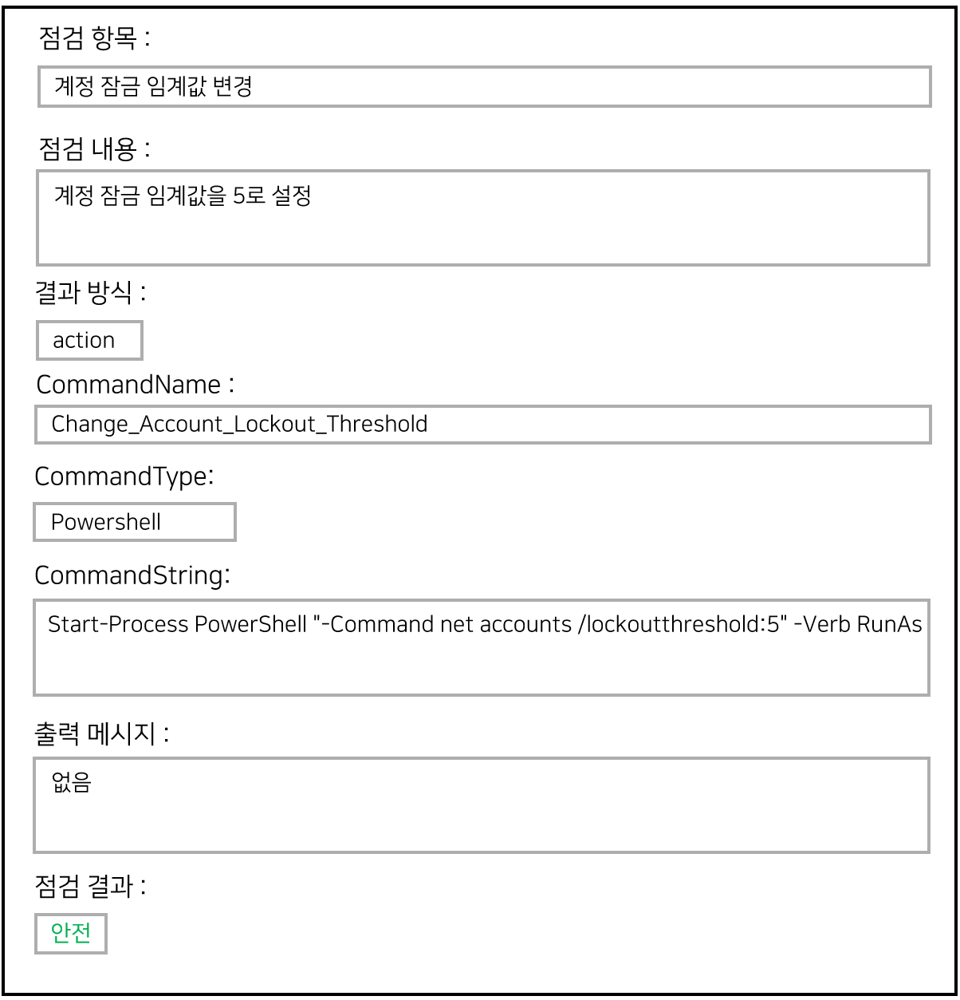 점검 항목 :
계정 잠금 임계값 변경
점검 내용 :
계정 잠금 임계값을 5로 설정
결과 방식 :
action
CommandName :
Change_Account_Lockout_Threshold
CommandType:
Powershell
CommandString:
Start-Process PowerShell "-Command net accounts /lockoutthreshold:5" -Verb RunAs
출력 메시지 :
없음
점검 결과 :
안전